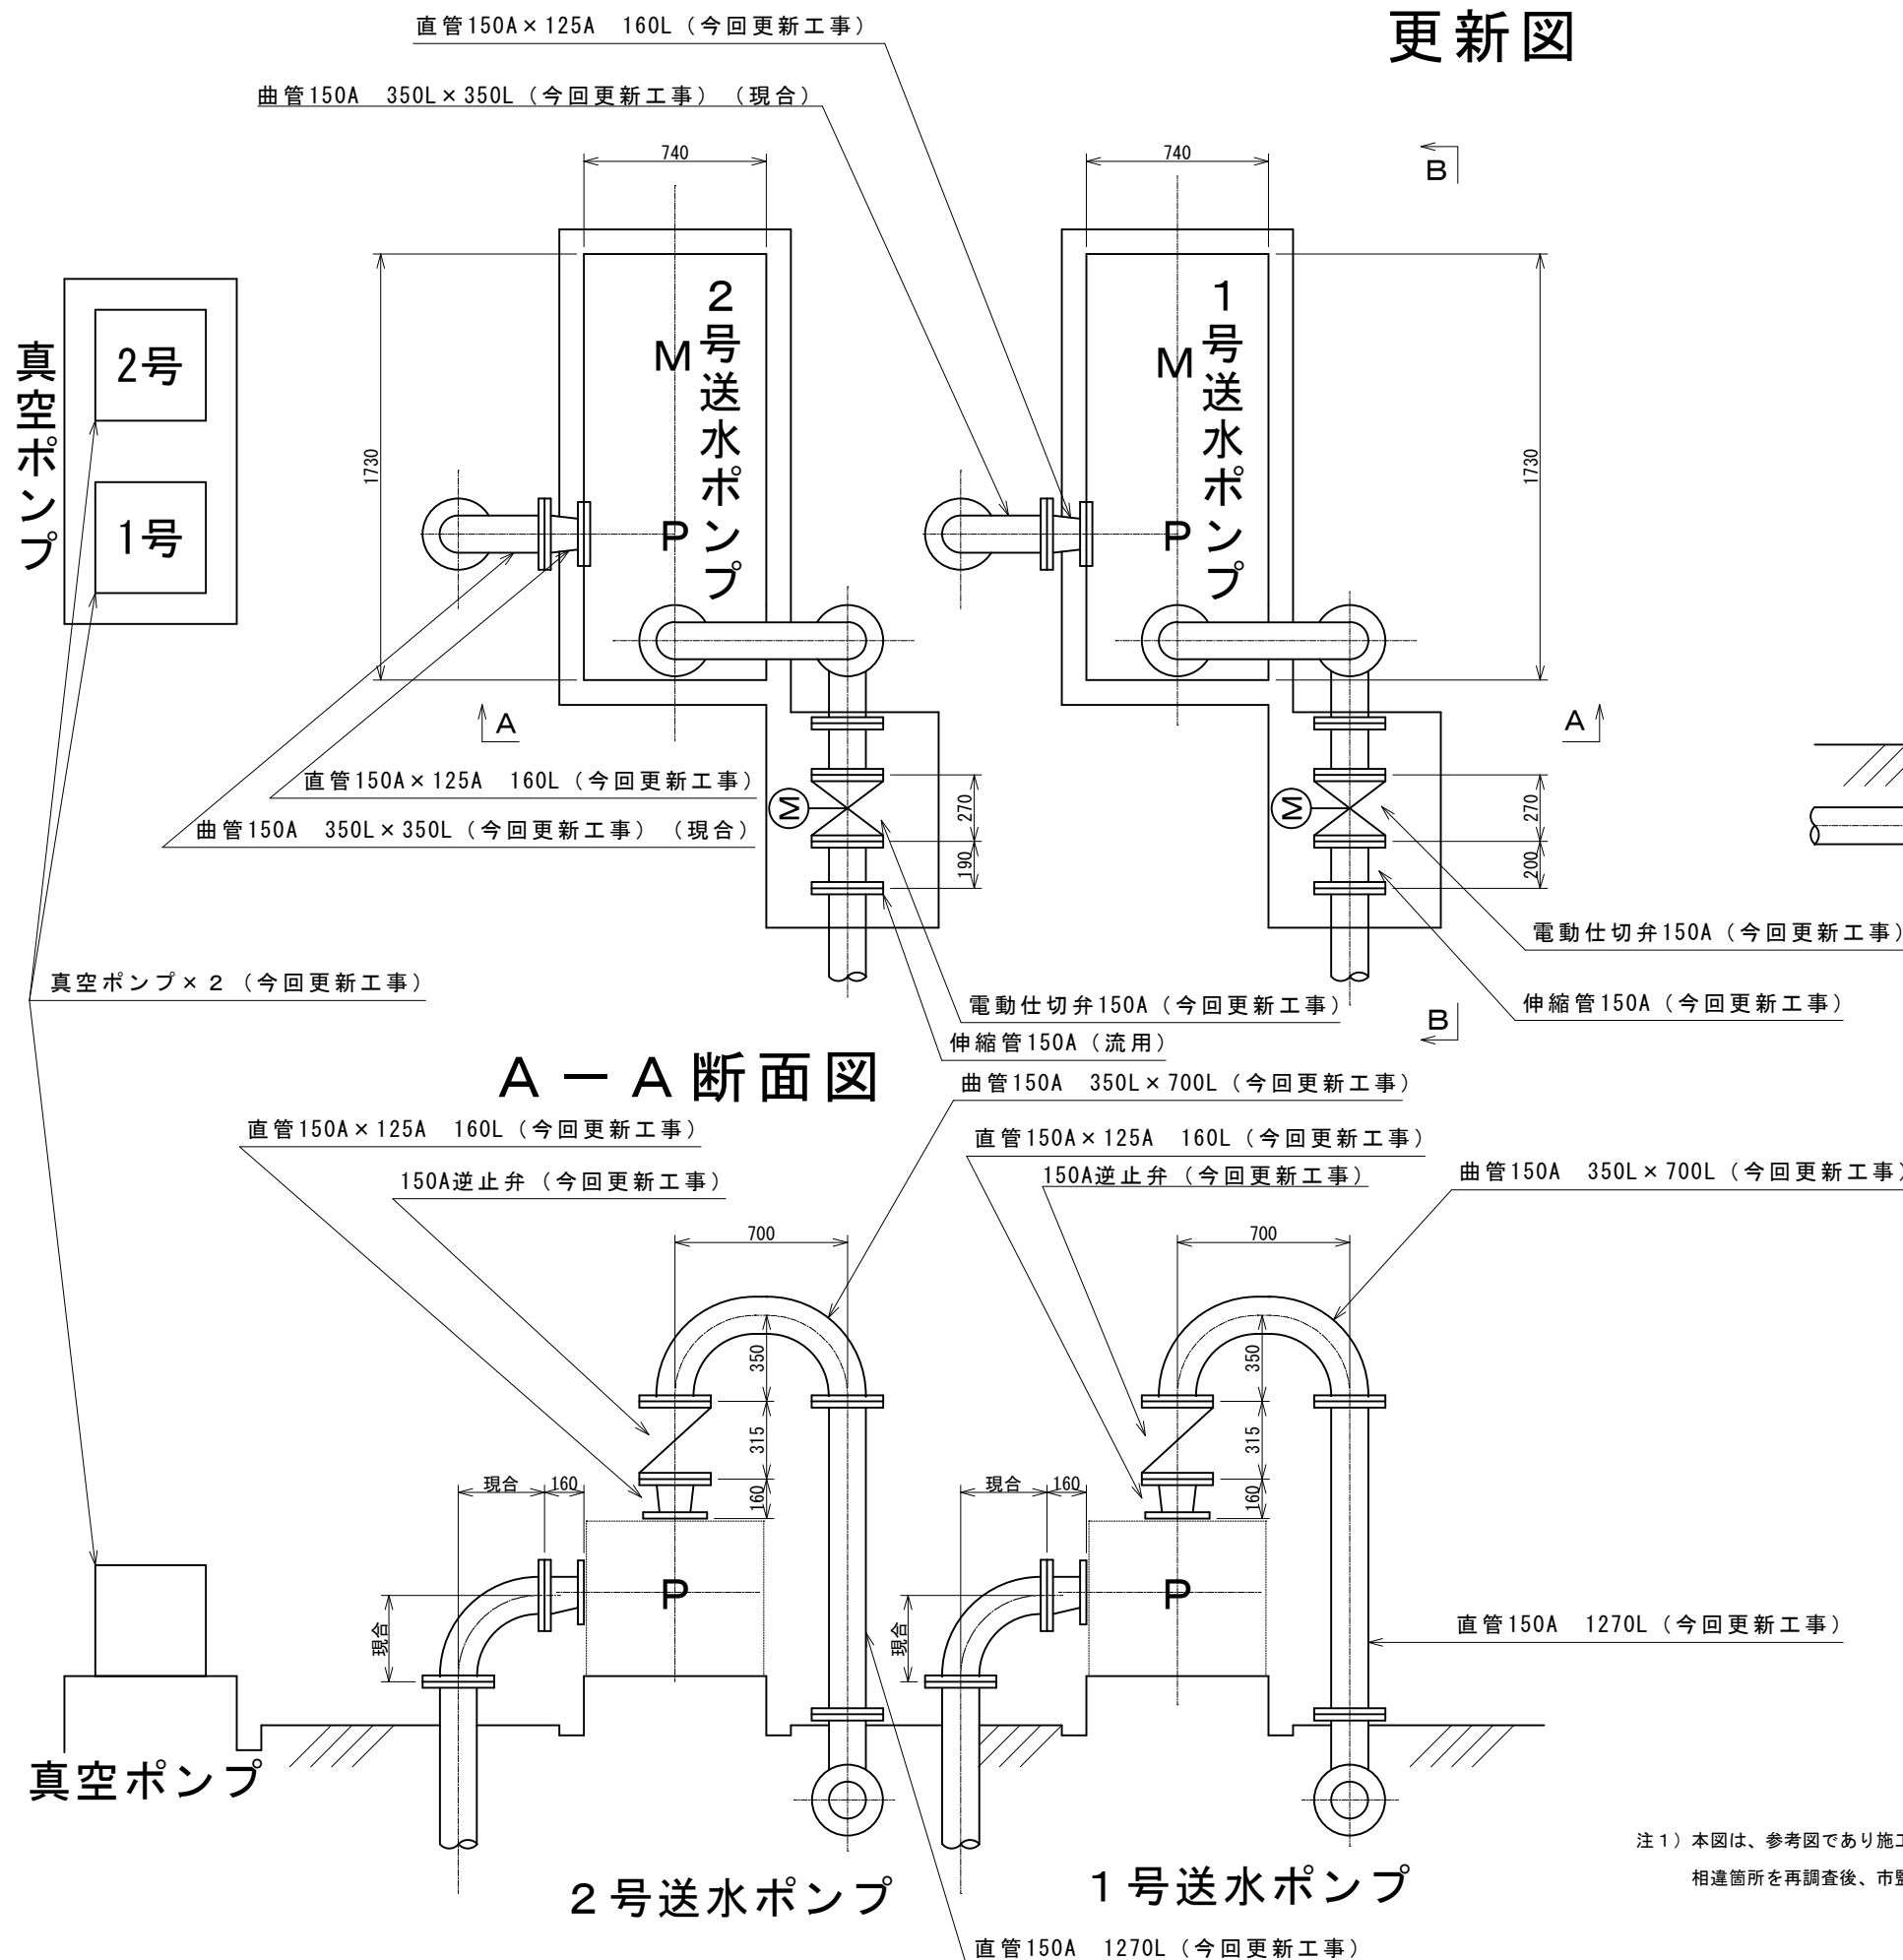 更新図
直管150A×125A 160L(今回更新工事)
曲管150A 350L×350L(今回更新工事)(現合)
740
740
B
真空ポンプ
2号
1号
1730
M
P
2号送水ポンプ
M
P
1号送水ポンプ
1730
A
A
直管150A×125A 160L(今回更新工事)
曲管150A 350L×350L(今回更新工事)(現合)
M
270
190
M
270
200
電動仕切弁150A(今回更新工事)
真空ポンプ×2(今回更新工事)
電動仕切弁150A(今回更新工事)
伸縮管150A(今回更新工事)
伸縮管150A(流用)
B
A-A断面図
曲管150A 350L×700L(今回更新工事)
直管150A×125A 160L(今回更新工事)
直管150A×125A 160L(今回更新工事)
150A逆止弁(今回更新工事)
150A逆止弁(今回更新工事)
曲管150A 350L×700L(今回更新工事)
700
700
350
315
160
350
315
160
現合
160
現合
160
現合
現合
P
P
直管150A 1270L(今回更新工事)
真空ポンプ
2号送水ポンプ
1号送水ポンプ
注1)本図は、参考図であり施
相違箇所を再調査後、市
直管150A 1270L(今回更新工事)